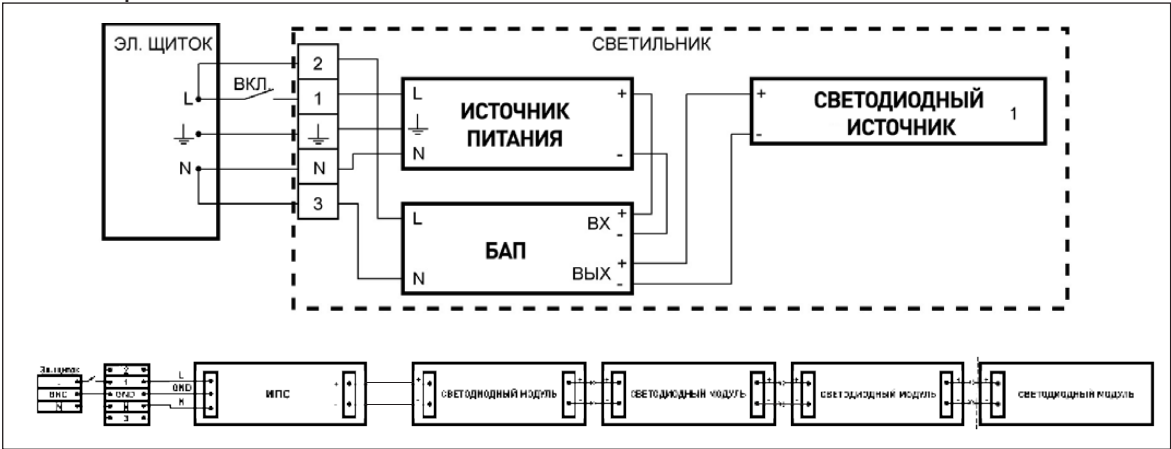 ЭЛ. ЩИТОК
СВЕТИЛЬНИК
2
ВКЛ.
L
1
L
+
ИСТОЧНИК
ПИТАНИЯ
+
СВЕТОДИОДНЫЙ
ИСТОЧНИК
1
-
N
N
N
-
3
L
БАП
ВХ
+
-
ВЫХ
+
-
N
Эл.щиток
2
1
L
GND
GND
N
N
N
3
ИПС
+
-
СВЕТОДИОДНЫЙ МОДУЛЬ
СВЕТОДИОДНЫЙ МОДУЛЬ
СВЕТОДИОДНЫЙ МОДУЛЬ
СВЕТОДИОДНЫЙ МОДУЛЬ